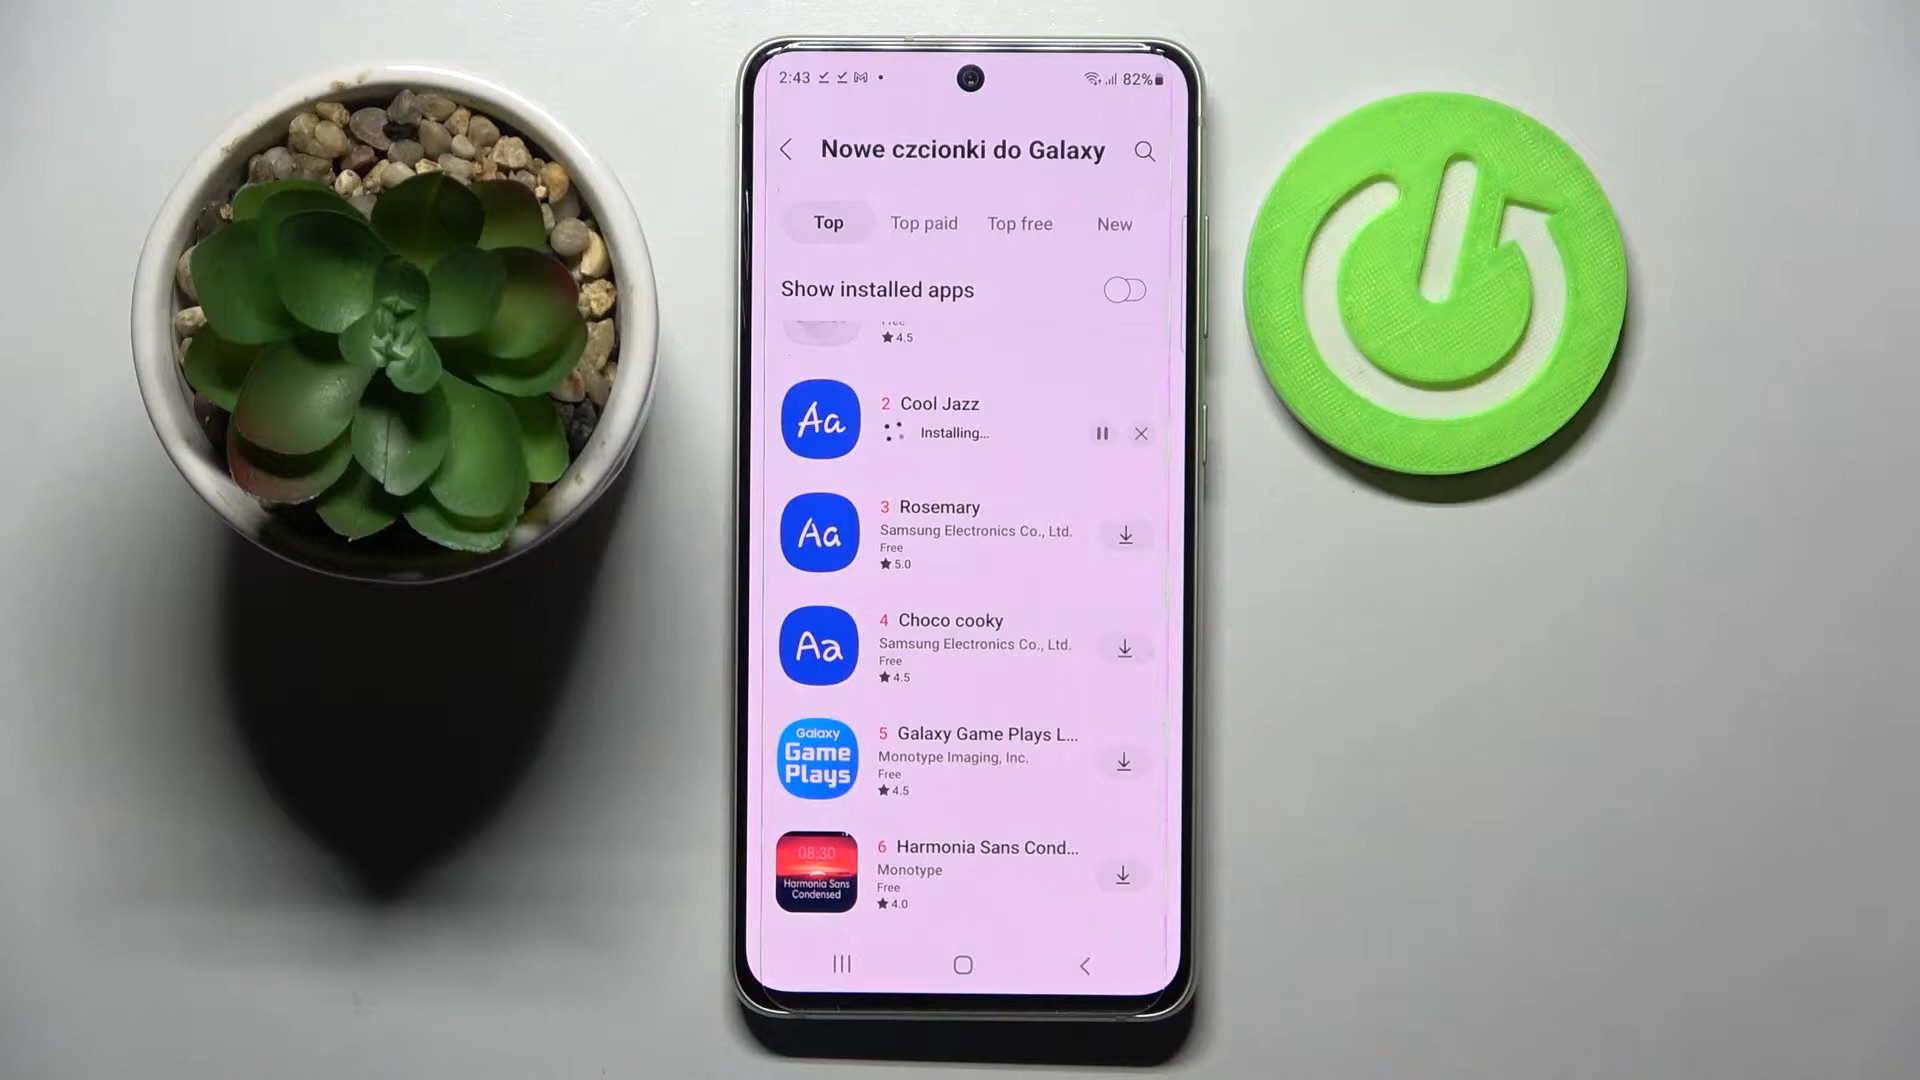 2:43
82%
Nowe czcionki do Galaxy
Top
Top paid
Top free
New
Show installed apps
Free
4.5
Aa
2 Cool Jazz
Installing...
Aa
3 Rosemary
Samsung Electronics Co., Ltd.
Free
5.0
Aa
4 Choco cooky
Samsung Electronics Co., Ltd.
Free
4.5
Galaxy
Game
Plays
5 Galaxy Game Plays L...
Monotype Imaging, Inc.
Free
4.5
08:30
Harmonia Sans
Condensed
6 Harmonia Sans Cond...
Monotype
Free
4.0